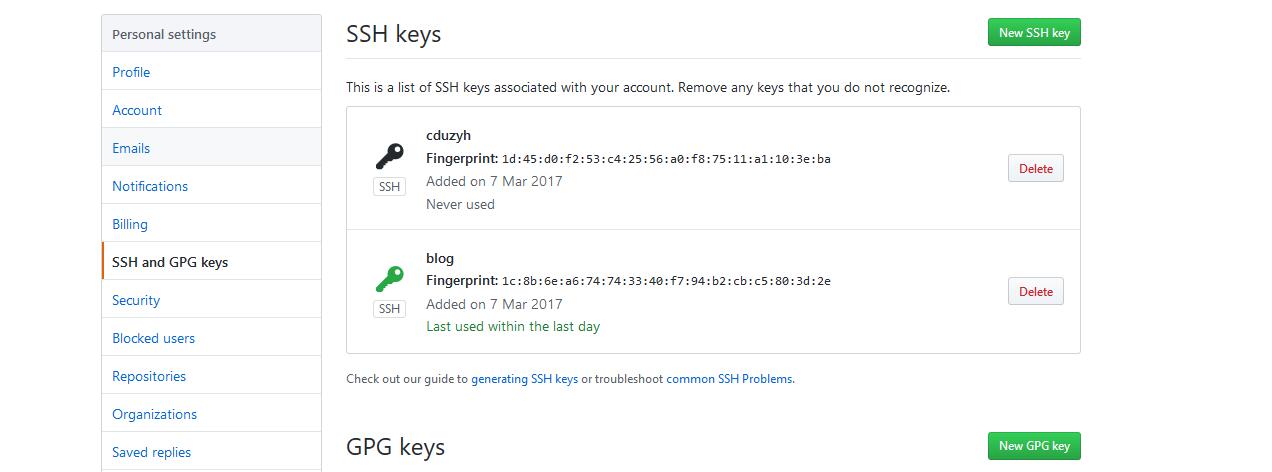 Personal settings
Profile
Account
Emails
Notifications
Billing
SSH and GPG keys
Security
Blocked users
Repositories
Organizations
Saved replies
SSH keys
New SSH key
This is a list of SSH keys associated with your account. Remove any keys that you do not recognize.
cduzyh
Fingerprint: 1d:45:d0:f2:53:c4:25:56:a0:f8:75:11:a1:10:3e:ba
SSH
Added on 7 Mar 2017
Never used
Delete
blog
Fingerprint: 1c:8b:6e:a6:74:74:33:40:f7:94:b2:cb:c5:80:3d:2e
SSH
Added on 7 Mar 2017
Last used within the last day
Delete
Check out our guide to generating SSH keys or troubleshoot common SSH Problems.
GPG keys
New GPG key